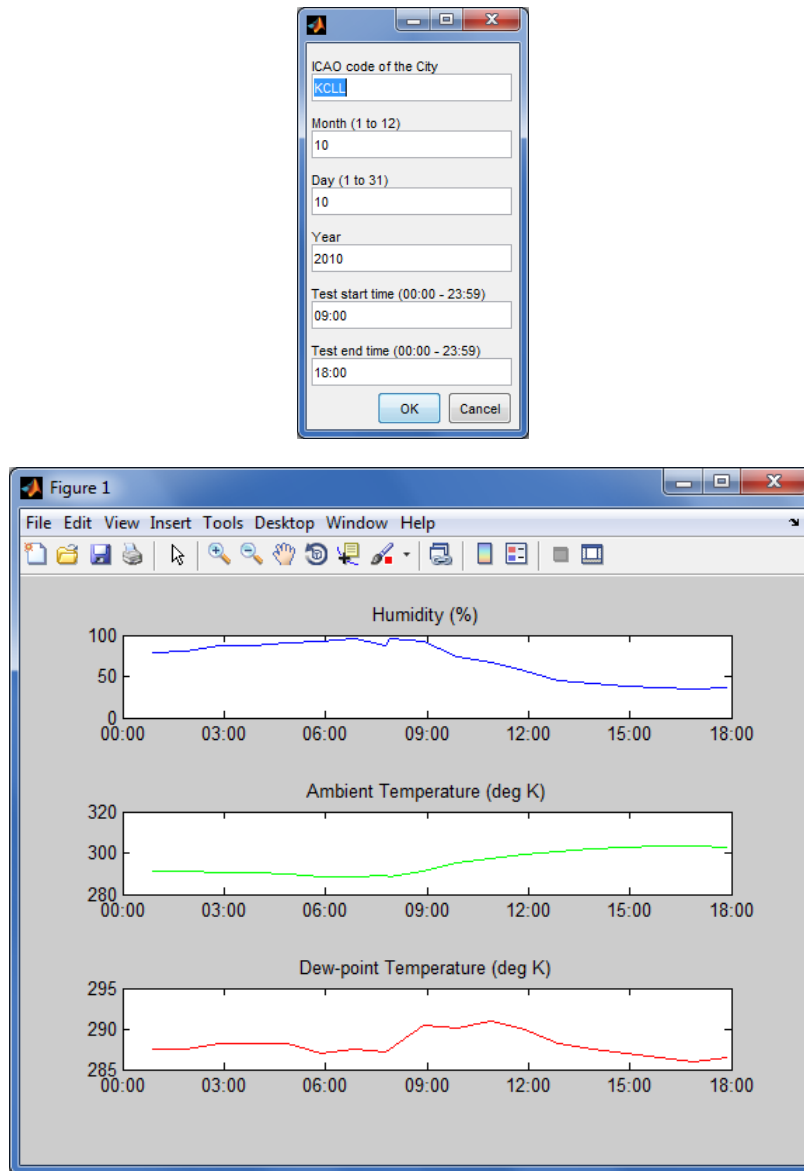 ICAO code of the City
KCLL
Month (1 to 12)
10
Day (1 to 31)
10
Year
2010
Test start time (00:00 - 23:59)
09:00
Test end time (00:00 - 23:59)
18:00
OK Cancel
Figure 1
File Edit View Insert Tools Desktop Window Help
Humidity (%)
100
50
0
00:00 03:00 06:00 09:00 12:00 15:00 18:00
Ambient Temperature (deg K)
320
300
280
00:00 03:00 06:00 09:00 12:00 15:00 18:00
Dew-point Temperature (deg K)
295
290
285
00:00 03:00 06:00 09:00 12:00 15:00 18:00